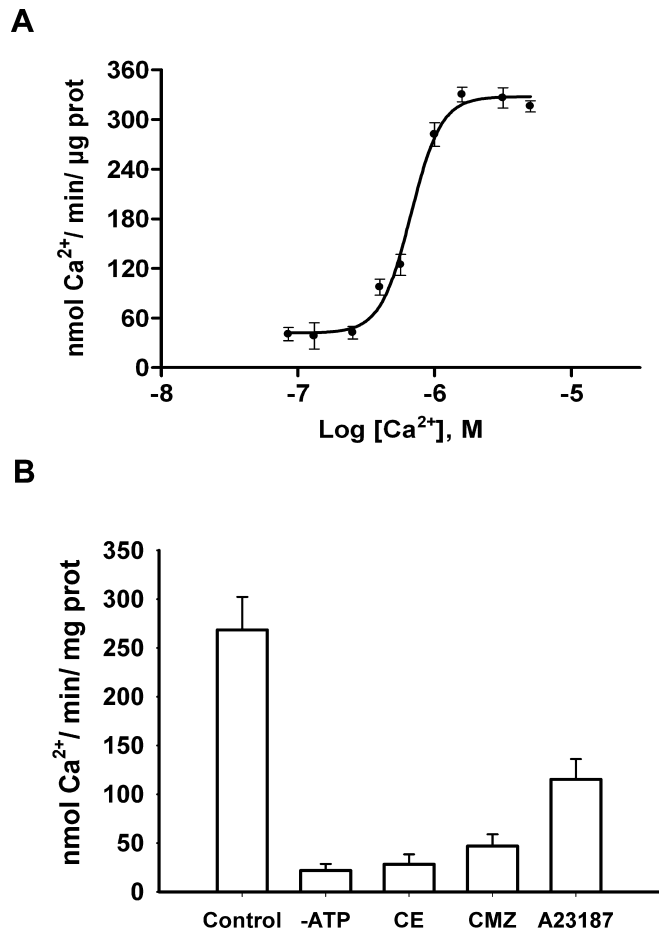 A
360
300
240
180
120
60
0
nmol Ca²⁺/ min/ µg prot
-8 -7 -6 -5
Log [Ca²⁺], M
B
350
300
250
200
150
100
50
0
nmol Ca²⁺/ min/ mg prot
Control -ATP CE CMZ A23187